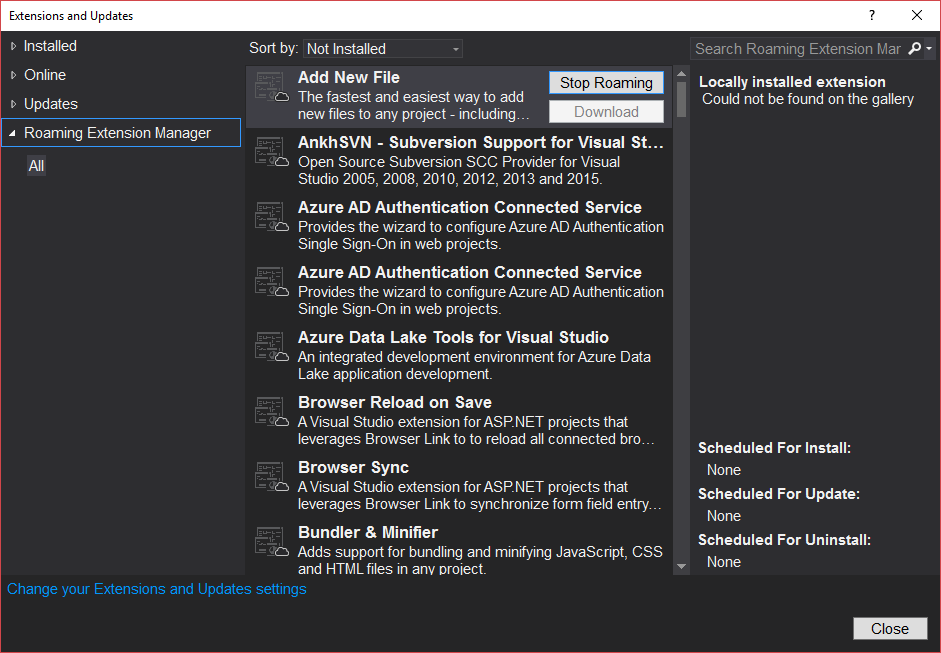 Extensions and Updates
?
Installed
Online
Updates
Roaming Extension Manager
All
Sort by: Not Installed
Add New File
The fastest and easiest way to add
new files to any project - including…
Stop Roaming
Download
AnkhSVN - Subversion Support for Visual St…
Open Source Subversion SCC Provider for Visual
Studio 2005, 2008, 2010, 2012, 2013 and 2015.
Azure AD Authentication Connected Service
Provides the wizard to configure Azure AD Authentication
Single Sign-On in web projects.
Azure AD Authentication Connected Service
Provides the wizard to configure Azure AD Authentication
Single Sign-On in web projects.
Azure Data Lake Tools for Visual Studio
An integrated development environment for Azure Data
Lake application development.
Browser Reload on Save
A Visual Studio extension for ASP.NET projects that
leverages Browser Link to to reload all connected bro…
Browser Sync
A Visual Studio extension for ASP.NET projects that
leverages Browser Link to synchronize form field entry…
Bundler & Minifier
Adds support for bundling and minifying JavaScript, CSS
and HTML files in any project.
Search Roaming Extension Mar
Locally installed extension
Could not be found on the gallery
Scheduled For Install:
None
Scheduled For Update:
None
Scheduled For Uninstall:
None
Change your Extensions and Updates settings
Close